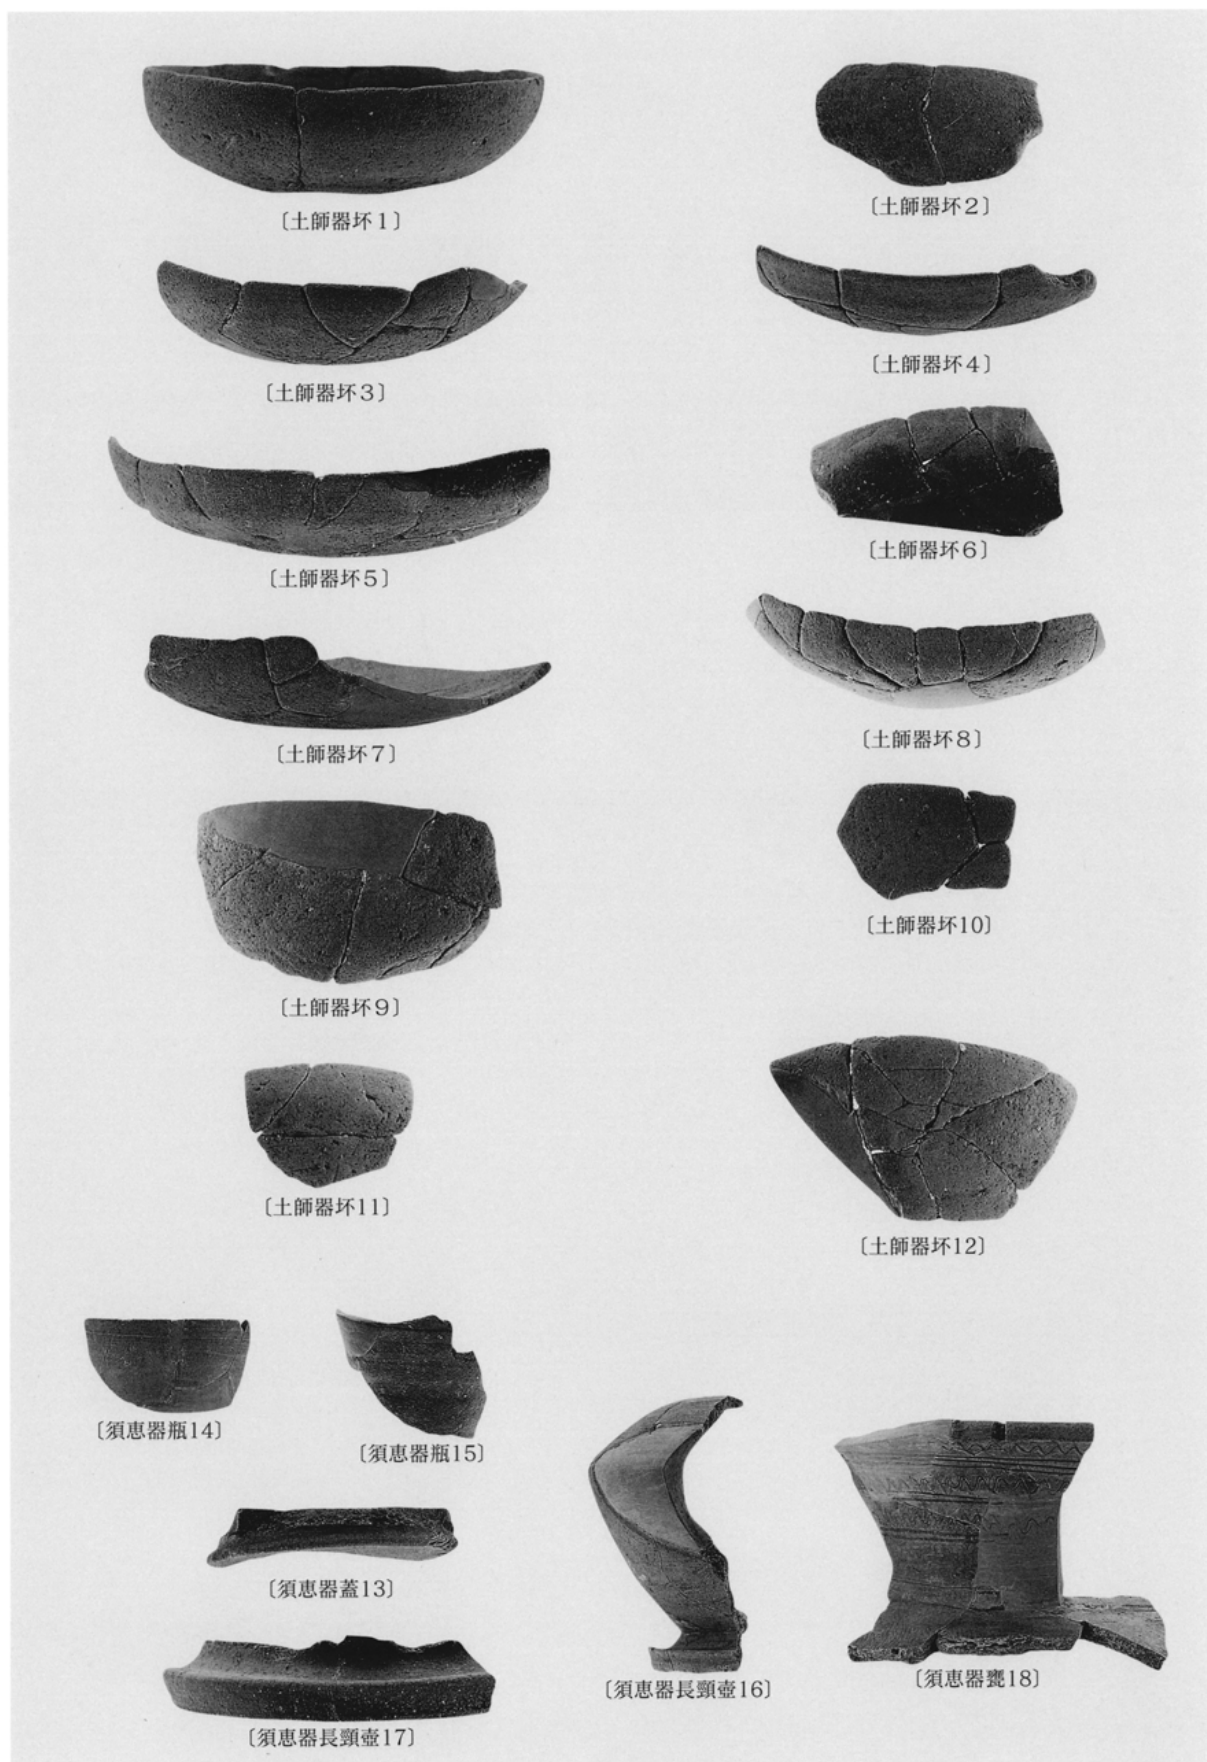 〔土師器坏1〕
〔土師器坏2〕
〔土師器坏3〕
〔土師器坏4〕
〔土師器坏5〕
〔土師器坏6〕
〔土師器坏7〕
〔土師器坏8〕
〔土師器坏9〕
〔土師器坏10〕
〔土師器坏11〕
〔土師器坏12〕
〔須恵器瓶14〕
〔須恵器瓶15〕
〔須恵器蓋13〕
〔須恵器長頸壺16〕
〔須恵器甕18〕
〔須恵器長頸壺17〕